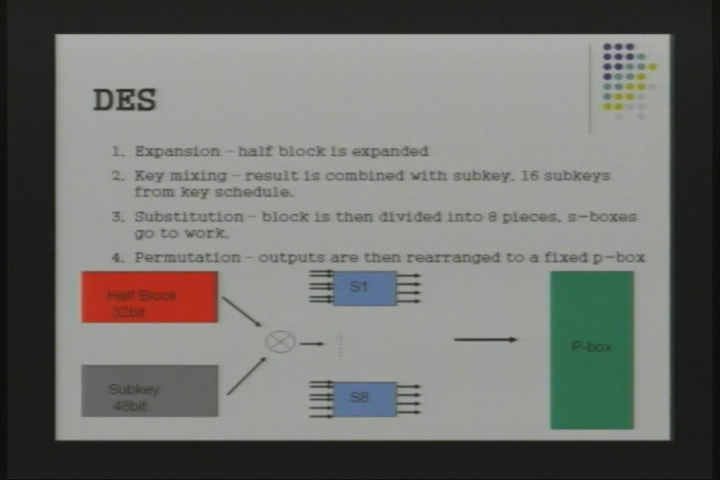 DES
1. Expansion – half block is expanded
2. Key mixing – result is combined with subkey. 16 subkeys
from key schedule.
3. Substitution – block is then divided into 8 pieces, s-boxes
go to work.
4. Permutation – outputs are then rearranged to a fixed p-box
Half Block
32bit
S1
P-box
Subkey
48bit
S8